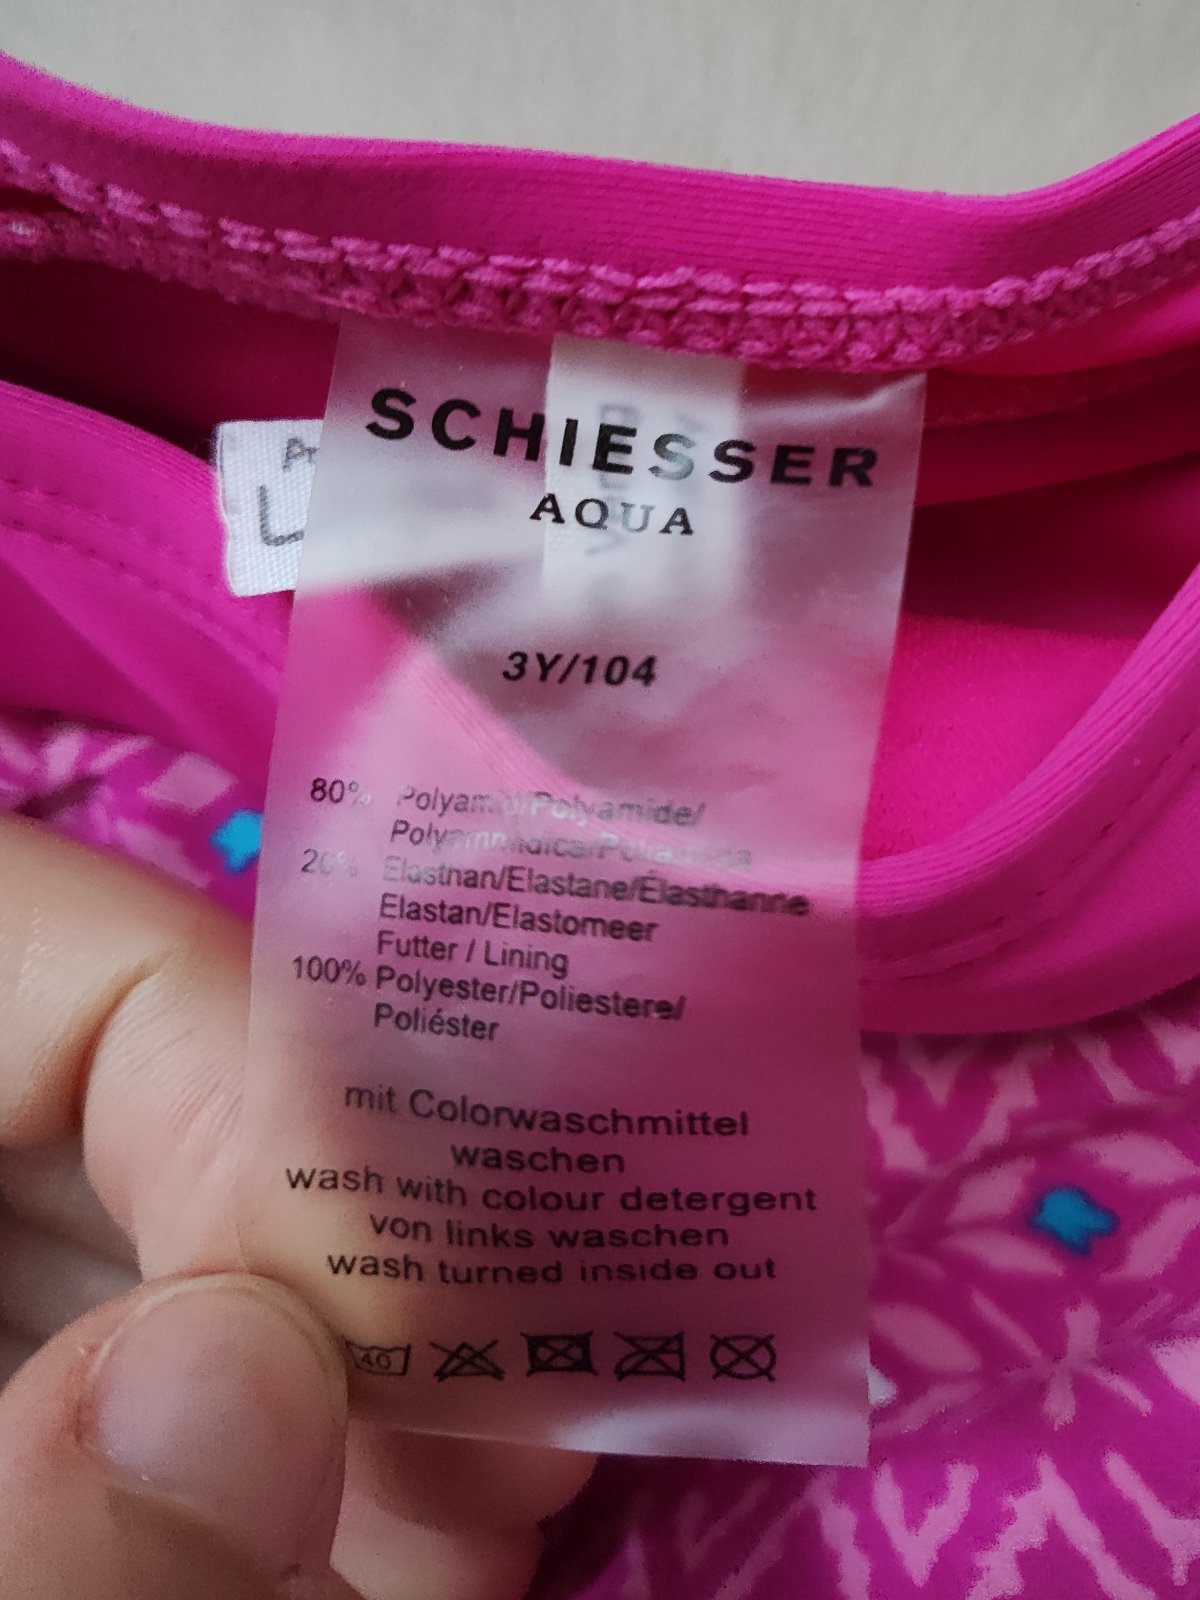 SCHIESSER
AQUA
3Y/104
80% Polyamid/Polyamide/
20% Elasthan/Elastane/Élasthanne
Elastan/Elastomeer
Futter / Lining
100% Polyester/Poliestere/
Poliéster
mit Colorwaschmittel
waschen
wash with colour detergent
von links waschen
wash turned inside out
40